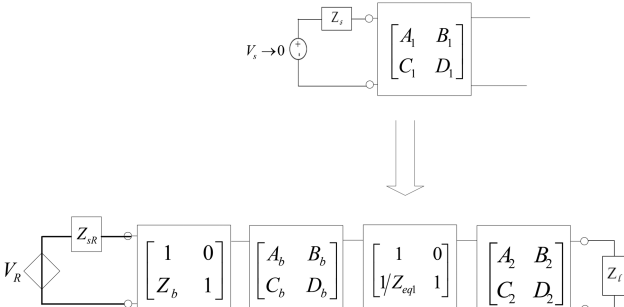 Z_s
V_s →0
+
-
[A_1 B_1
C_1 D_1]
Z_sR
V_R
[1 0
Z_b 1]
[A_b B_b
C_b D_b]
[1 0
1/Z_eq1 1]
[A_2 B_2
C_2 D_2]